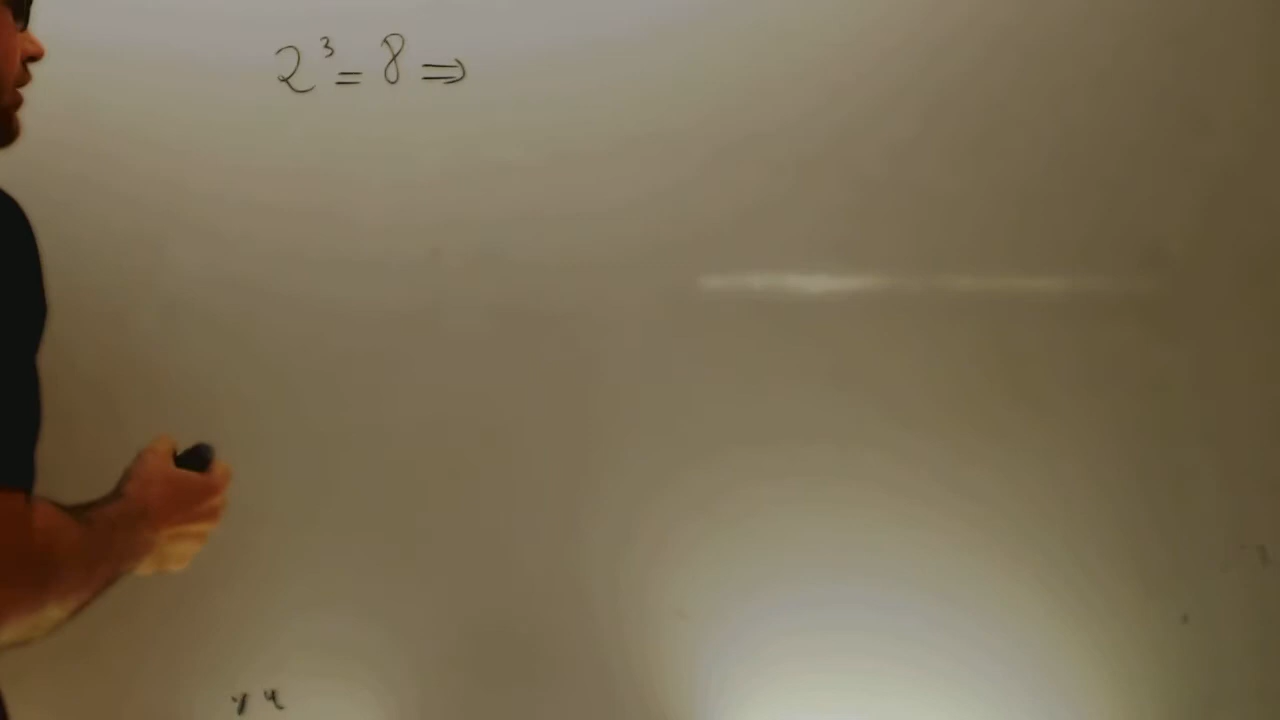 2³ = 8 ⇒